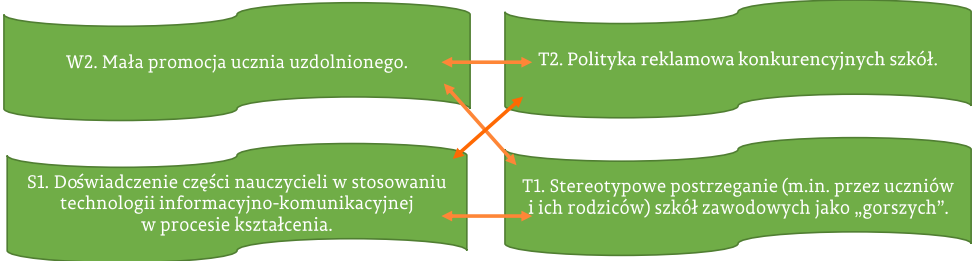 W2. Mała promocja ucznia uzdolnionego.
T2. Polityka reklamowa konkurencyjnych szkół.
S1. Doświadczenie części nauczycieli w stosowaniu
technologii informacyjno-komunikacyjnej
w procesie kształcenia.
T1. Stereotypowe postrzeganie (m.in. przez uczniów
i ich rodziców) szkół zawodowych jako „gorszych”.